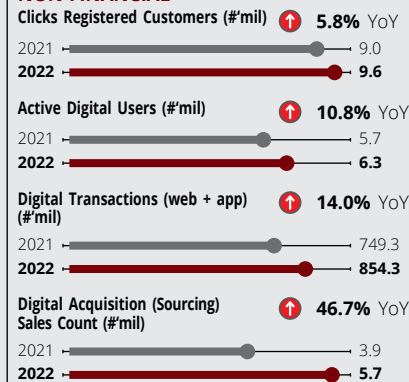 NON-FINANCIAL
Clicks Registered Customers (#'mil) 5.8% YoY
2021 9.0
2022 9.6
Active Digital Users (#'mil) 10.8% YoY
2021 5.7
2022 6.3
Digital Transactions (web + app) 14.0% YoY
(#'mil)
2021 749.3
2022 854.3
Digital Acquisition (Sourcing) 46.7% YoY
Sales Count (#'mil)
2021 3.9
2022 5.7